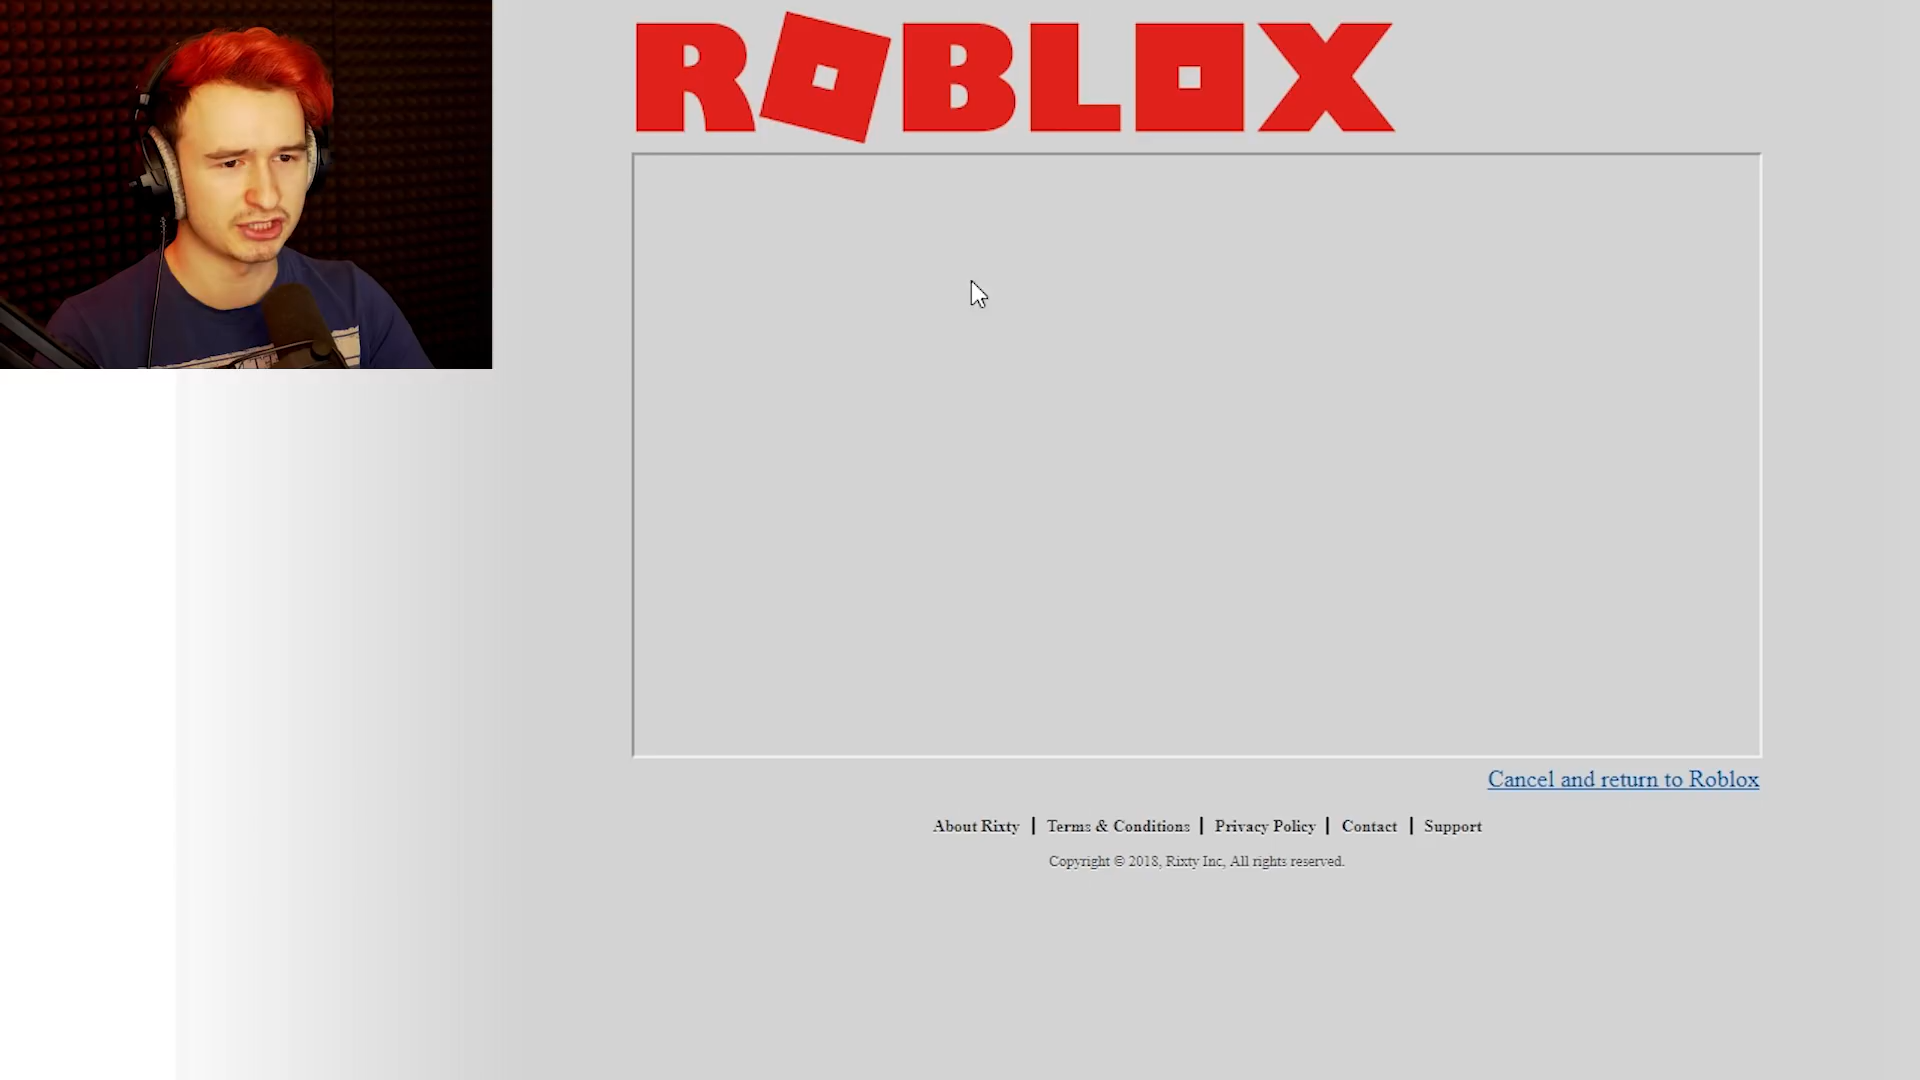 ROBLOX
Cancel and return to Roblox
About Rixty | Terms & Conditions | Privacy Policy | Contact | Support
Copyright © 2018, Rixty Inc, All rights reserved.